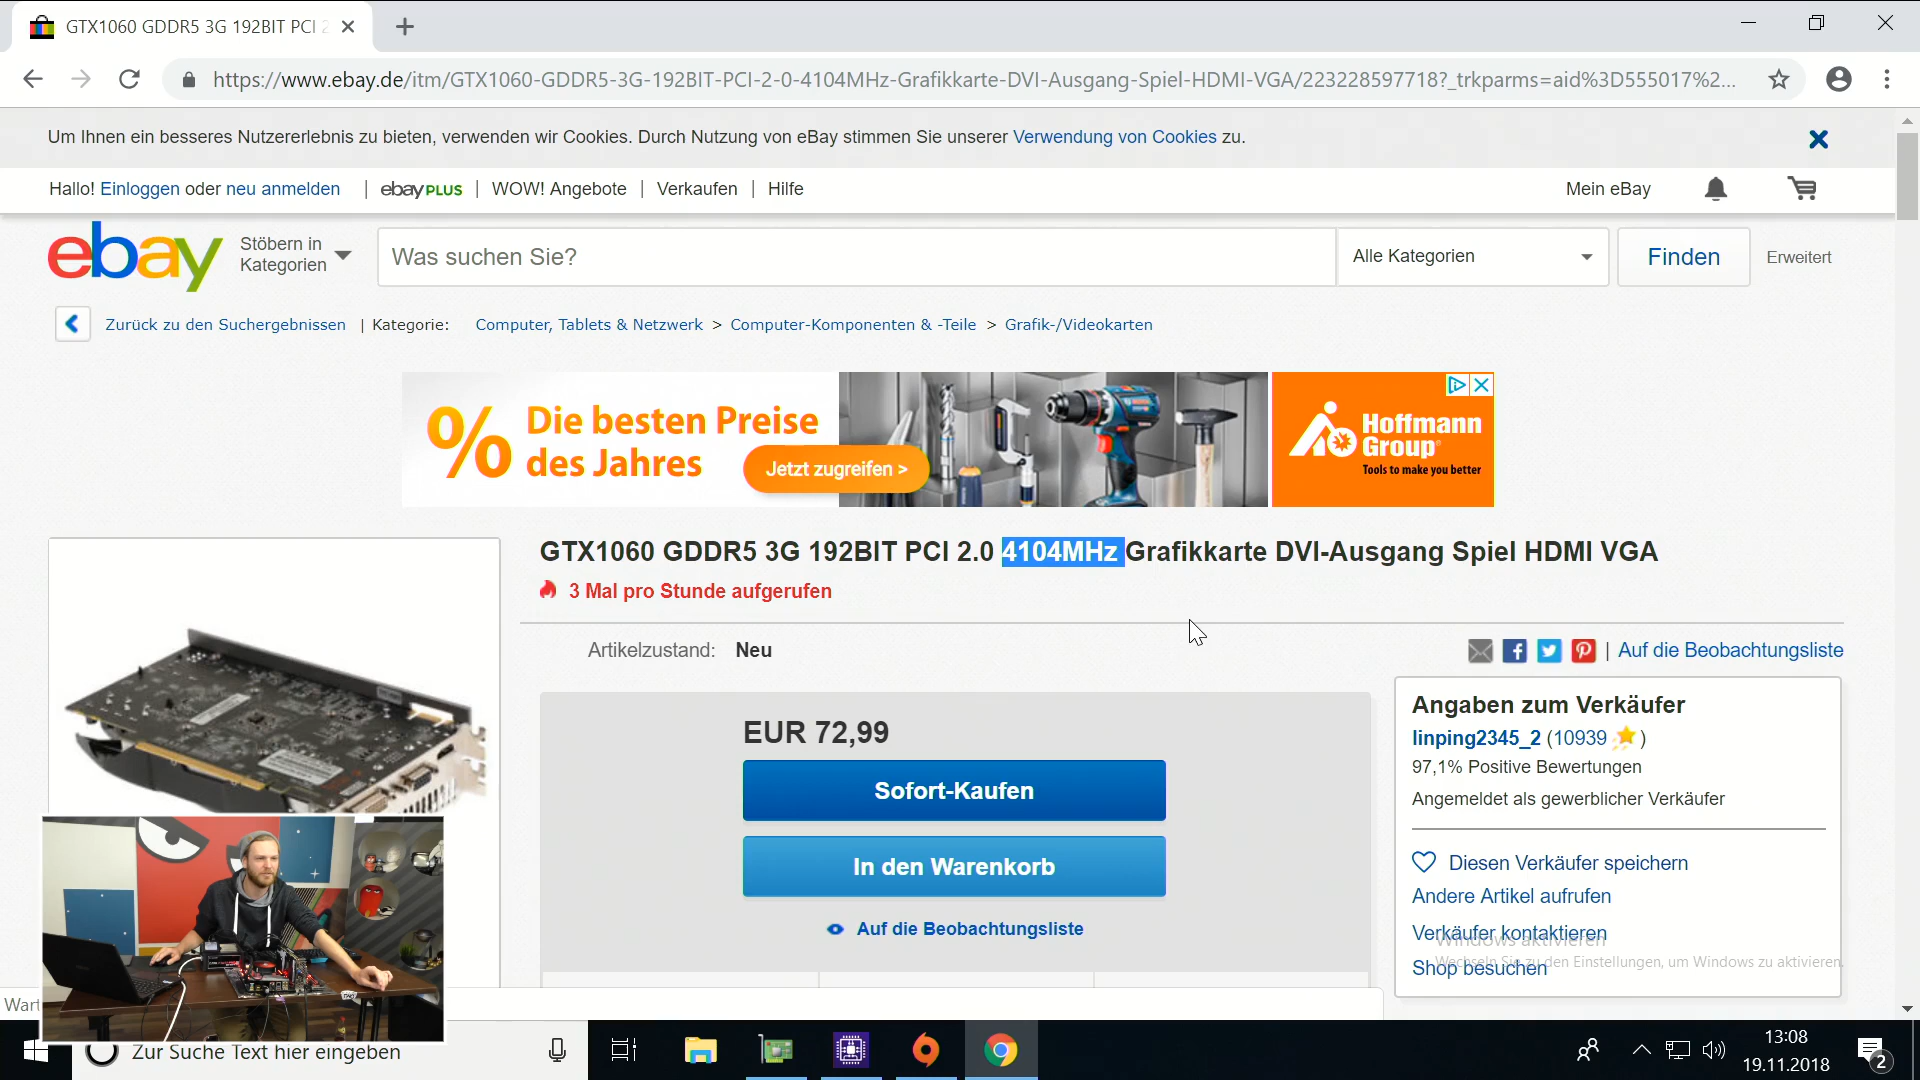 GTX1060 GDDR5 3G 192BIT PCI 2
https://www.ebay.de/itm/GTX1060-GDDR5-3G-192BIT-PCI-2-0-4104MHz-Grafikkarte-DVI-Ausgang-Spiel-HDMI-VGA/223228597718?_trkparms=aid%3D555017%2...
Um Ihnen ein besseres Nutzererlebnis zu bieten, verwenden wir Cookies. Durch Nutzung von eBay stimmen Sie unserer Verwendung von Cookies zu.
Hallo! Einloggen oder neu anmelden | ebay PLUS | WOW! Angebote | Verkaufen | Hilfe Mein eBay
ebay
Stöbern in
Kategorien
Was suchen Sie?
Alle Kategorien
Finden
Erweitert
Zurück zu den Suchergebnissen | Kategorie: Computer, Tablets & Netzwerk > Computer-Komponenten & -Teile > Grafik-/Videokarten
% Die besten Preise
des Jahres
Jetzt zugreifen >
Hoffmann
Group
Tools to make you better
GTX1060 GDDR5 3G 192BIT PCI 2.0 4104MHz Grafikkarte DVI-Ausgang Spiel HDMI VGA
3 Mal pro Stunde aufgerufen
Artikelzustand: Neu
| Auf die Beobachtungsliste
EUR 72,99
Sofort-Kaufen
In den Warenkorb
Auf die Beobachtungsliste
Angaben zum Verkäufer
linping2345_2 (10939)
97,1% Positive Bewertungen
Angemeldet als gewerblicher Verkäufer
Diesen Verkäufer speichern
Andere Artikel aufrufen
Verkäufer kontaktieren
Windows aktivieren
Shop besuchen
Wechseln Sie zu den Einstellungen, um Windows zu aktivieren.
Wart
Zur Suche Text hier eingeben
13:08
19.11.2018
2